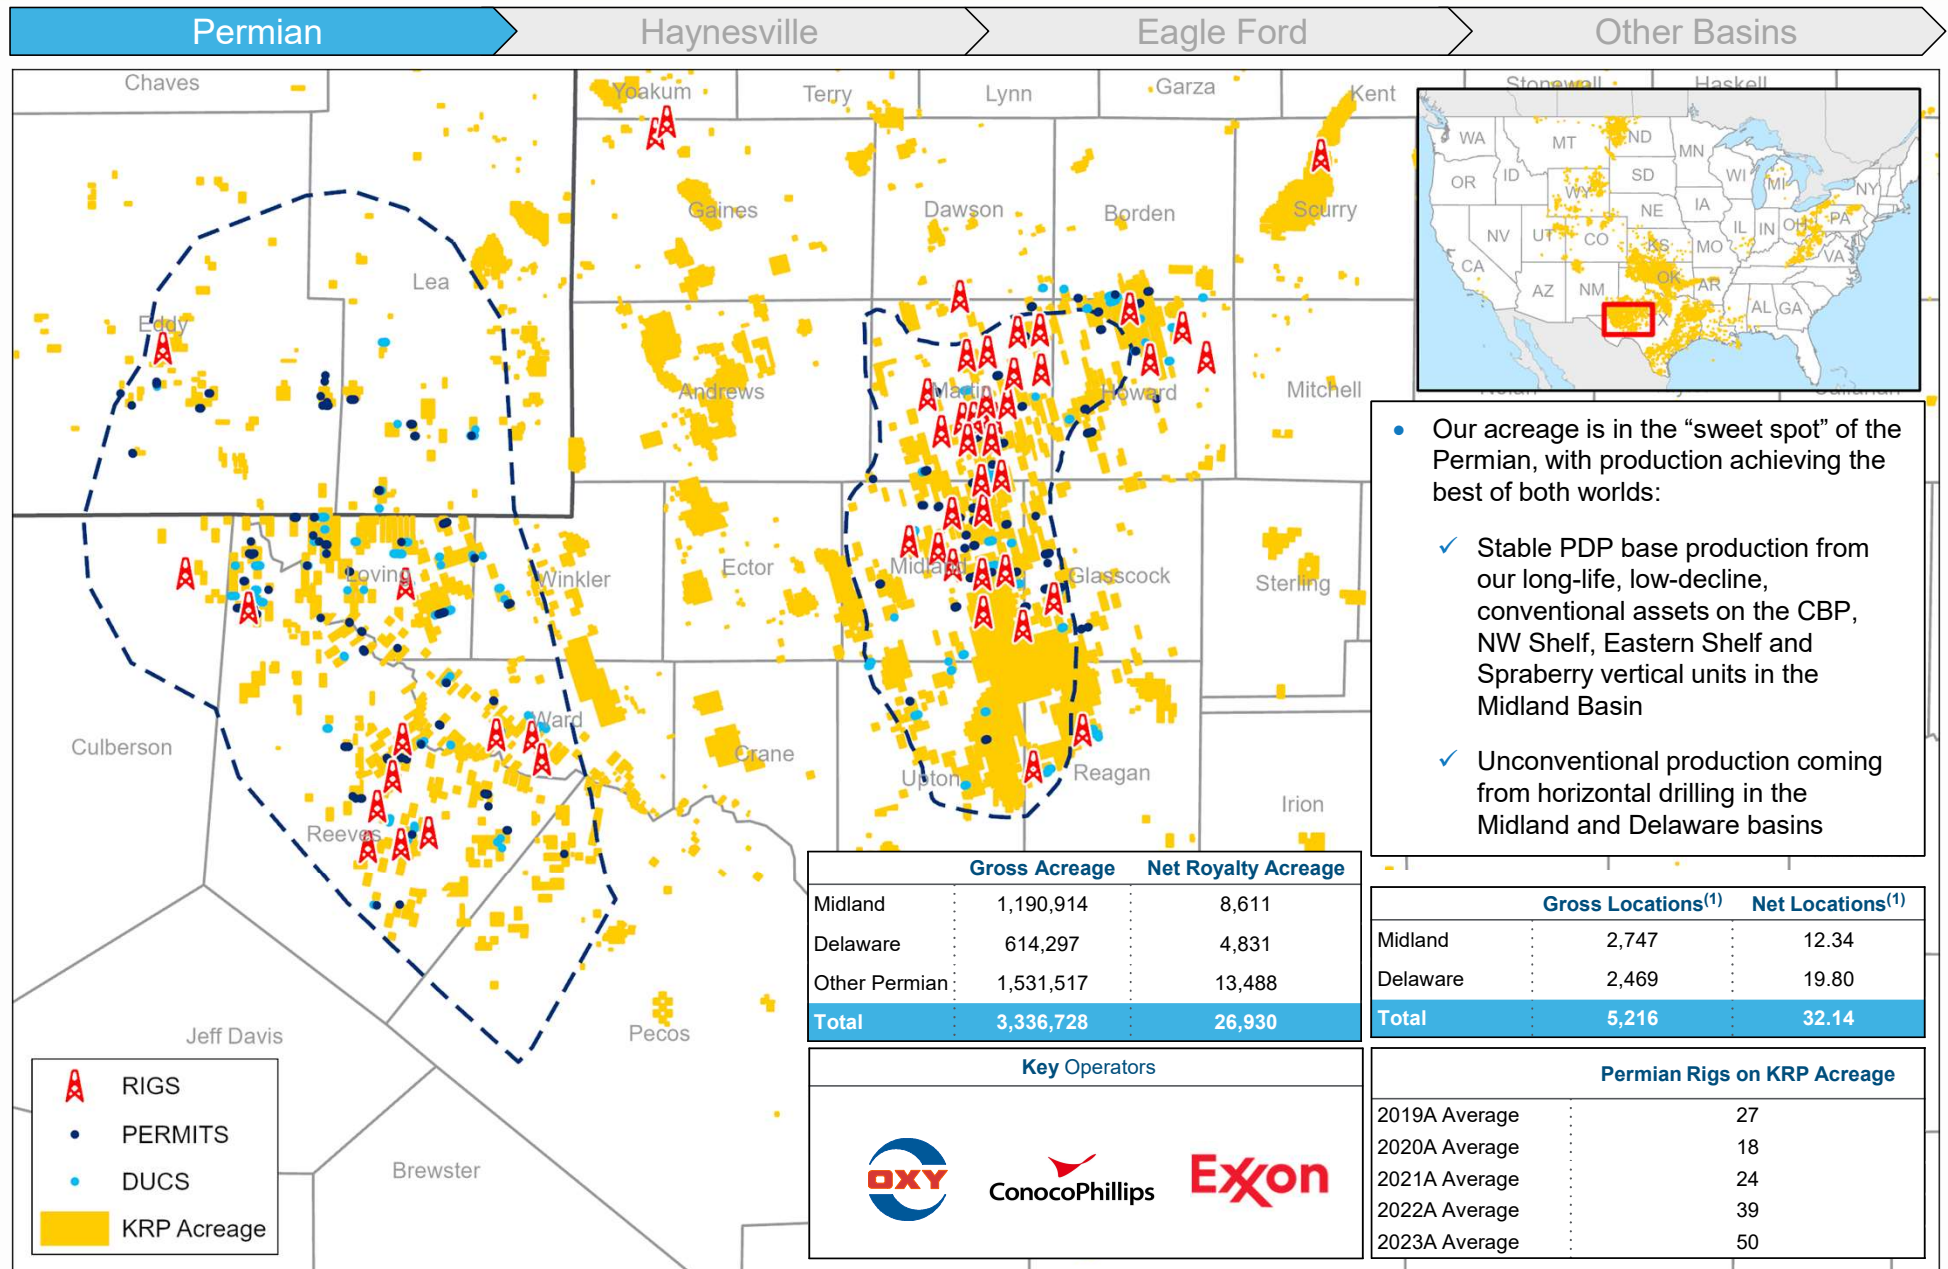 Permian
Haynesville
Eagle Ford
Other Basins
Chaves
Yoakum
Terry
Lynn
Garza
Kent
Stonewall
Haskell
Gaines
Dawson
Borden
Scurry
Lea
Eddy
Andrews
Martin
Howard
Mitchell
Nolan
Callahan
Loving
Winkler
Ector
Midland
Glasscock
Sterling
Culberson
Ward
Crane
Upton
Reagan
Irion
Reeves
Jeff Davis
Pecos
Brewster
WA
MT
ND
MN
OR
ID
SD
WI
MI
NY
WY
NE
IA
NV
UT
CO
KS
MO
IL
IN
OH
PA
VA
CA
AZ
NM
OK
AR
AL
GA
X
• Our acreage is in the “sweet spot” of the
Permian, with production achieving the
best of both worlds:
✓ Stable PDP base production from
our long-life, low-decline,
conventional assets on the CBP,
NW Shelf, Eastern Shelf and
Spraberry vertical units in the
Midland Basin
✓ Unconventional production coming
from horizontal drilling in the
Midland and Delaware basins
Gross Acreage Net Royalty Acreage
Midland 1,190,914 8,611
Delaware 614,297 4,831
Other Permian 1,531,517 13,488
Total 3,336,728 26,930
Gross Locations(1) Net Locations(1)
Midland 2,747 12.34
Delaware 2,469 19.80
Total 5,216 32.14
Key Operators
OXY
ConocoPhillips
Exxon
Permian Rigs on KRP Acreage
2019A Average 27
2020A Average 18
2021A Average 24
2022A Average 39
2023A Average 50
RIGS
PERMITS
DUCS
KRP Acreage